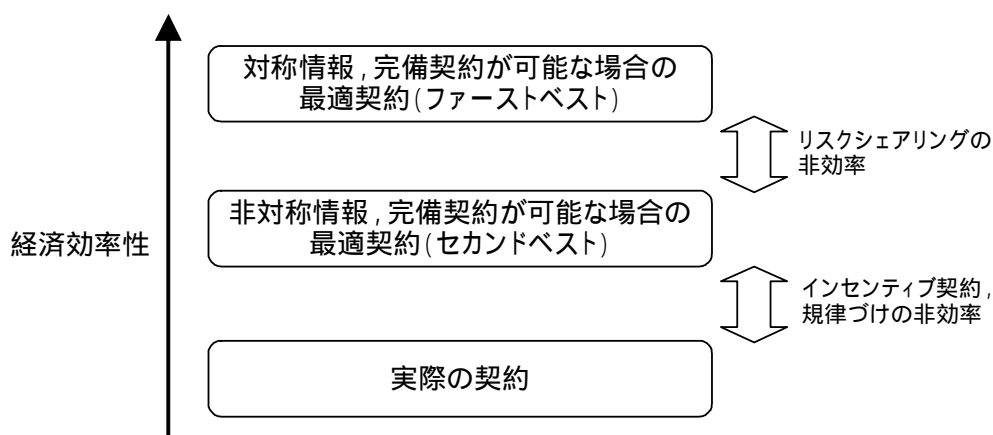 対称情報,完備契約が可能な場合の
最適契約(ファーストベスト)
リスクシェアリングの
非効率
非対称情報,完備契約が可能な場合の
最適契約(セカンドベスト)
経済効率性
インセンティブ契約,
規律づけの非効率
実際の契約